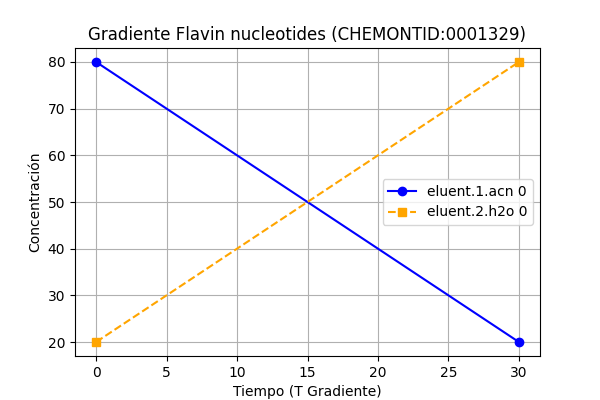 Gradiente Flavin nucleotides (CHEMONTID:0001329)
Concentración
80
70
60
50
40
30
20
eluent.1.acn 0
eluent.2.h2o 0
0 5 10 15 20 25 30
Tiempo (T Gradiente)